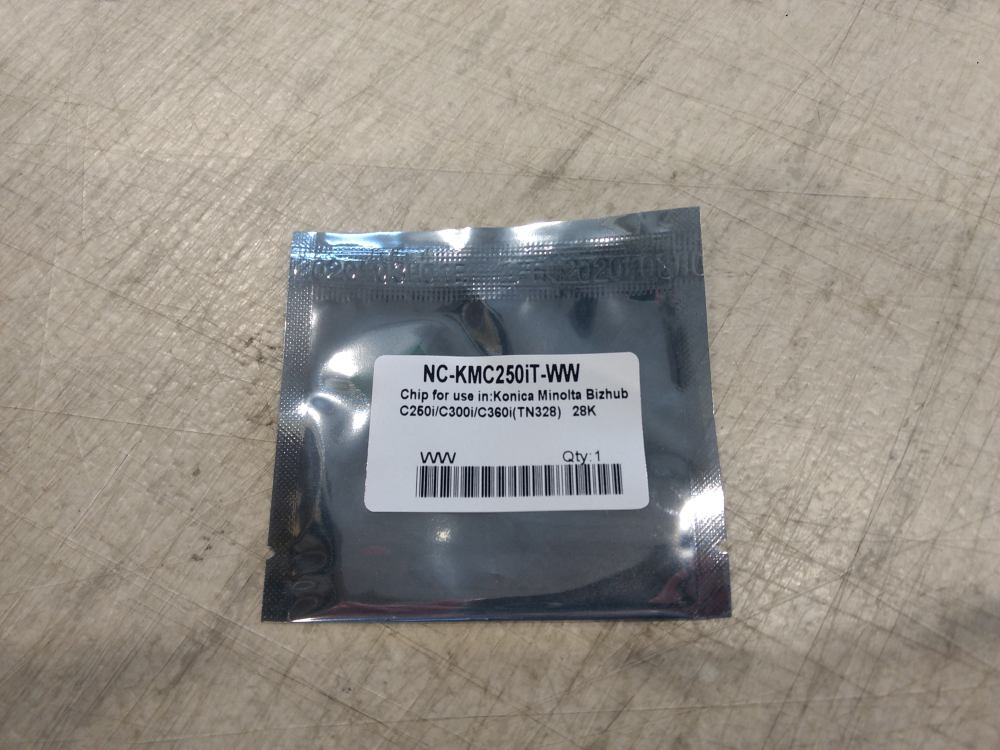 NC-KMC250iT-WW
Chip for use in:Konica Minolta Bizhub
C250i/C300i/C360i(TN328) 28K
WW Qty:1